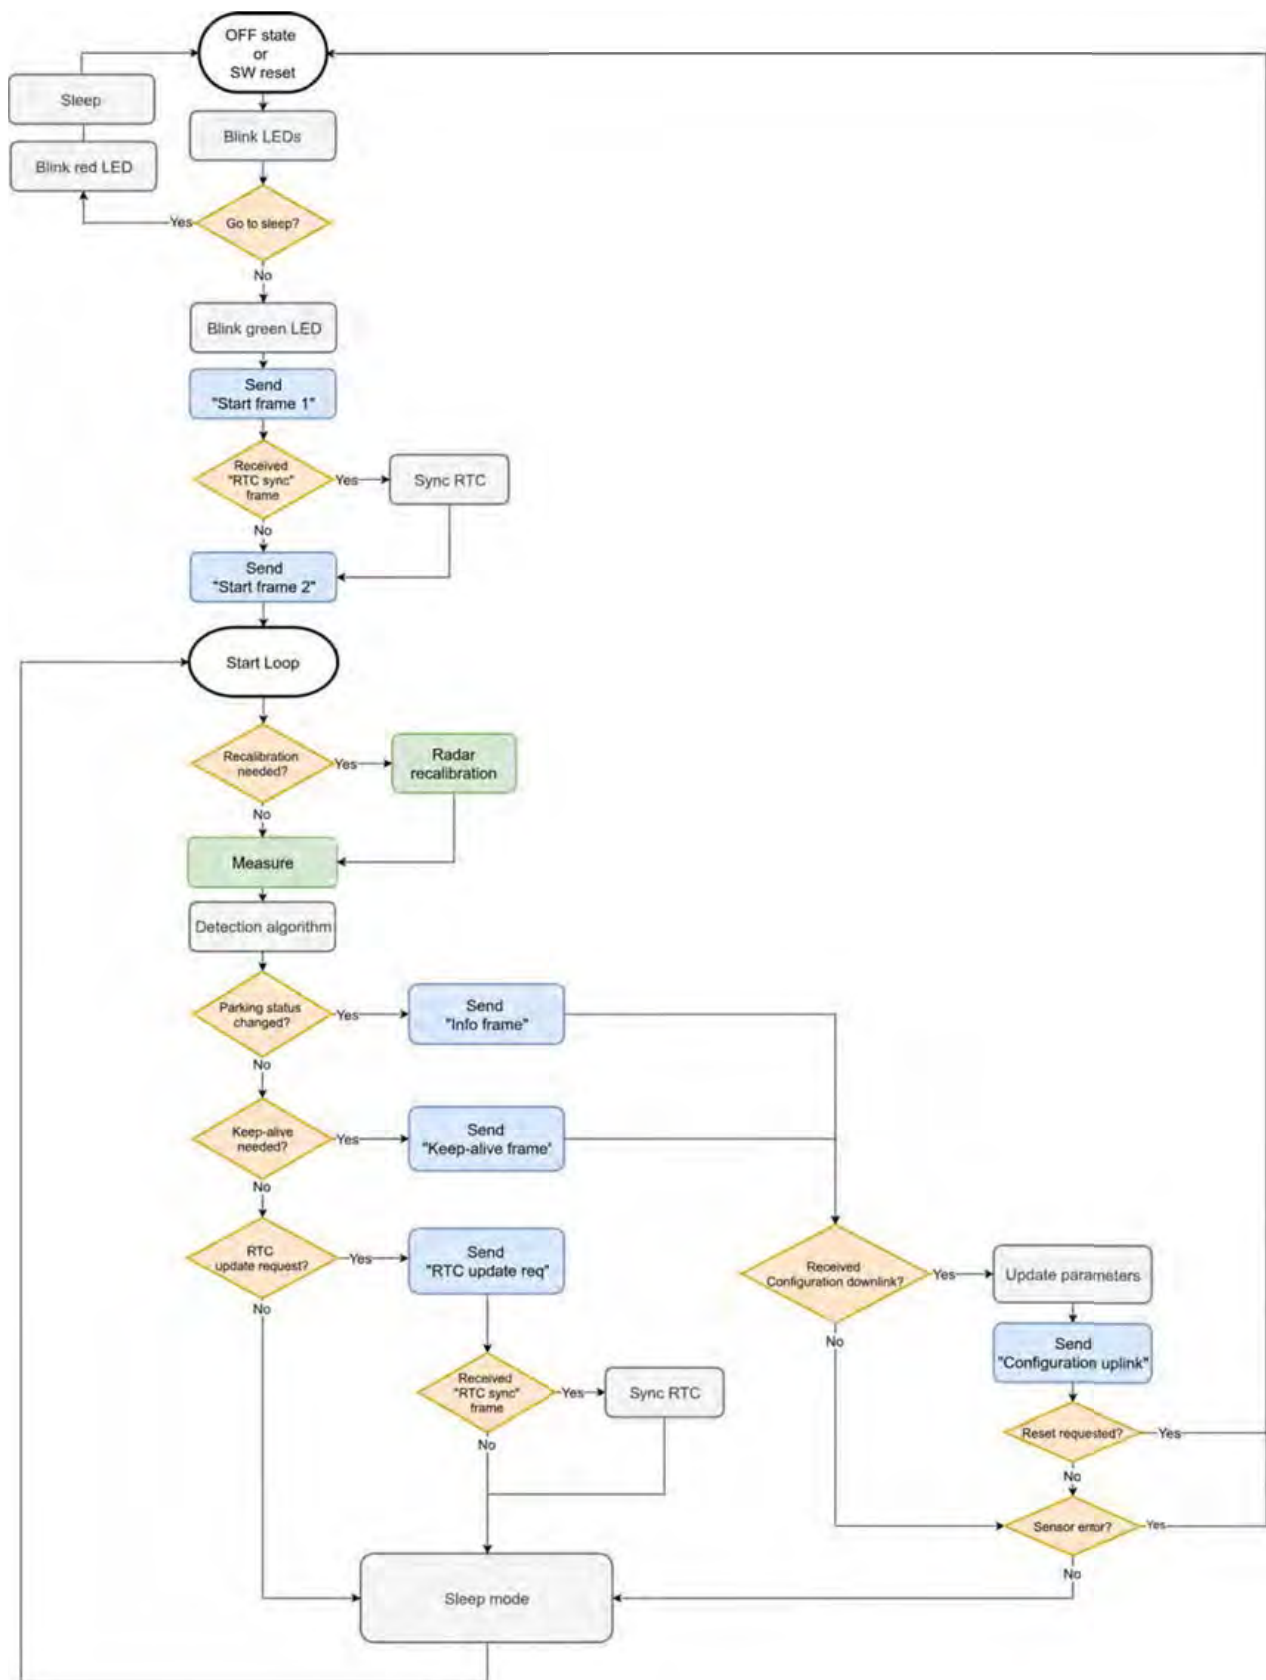 OFF state
or
SW reset
Sleep
Blink LEDs
Blink red LED
Yes
Go to sleep?
No
Blink green LED
Send
"Start frame 1"
Received
"RTC sync"
frame
Yes
Sync RTC
No
Send
"Start frame 2"
Start Loop
Recalibration
needed?
Yes
Radar
recalibration
No
Measure
Detection algorithm
Parking status
changed?
Yes
Send
"Info frame"
No
Keep-alive
needed?
Yes
Send
"Keep-alive frame'
No
RTC
update request?
Yes
Send
"RTC update req"
No
Received
Configuration downlink?
Yes
Update parameters
No
Send
"Configuration uplink"
Received
"RTC sync"
frame
Yes
Sync RTC
No
Reset requested?
Yes
No
Sensor error?
Yes
No
Sleep mode